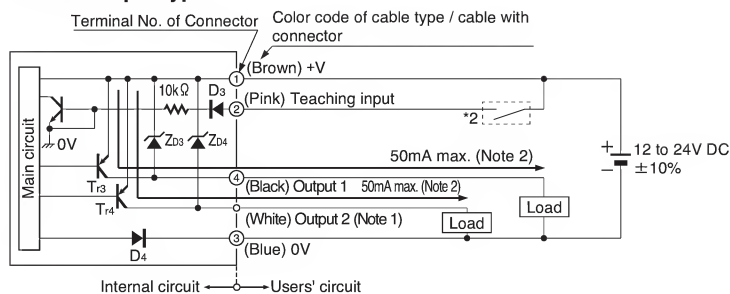 Terminal No. of Connector
Color code of cable type / cable with
connector
1
(Brown) +V
10kΩ
D3
2
(Pink) Teaching input
*2
0V
ZD3
ZD4
Main circuit
50mA max. (Note 2)
+
12 to 24V DC
−
±10%
Tr3
4
(Black) Output 1
50mA max. (Note 2)
Tr4
Load
(White) Output 2 (Note 1)
Load
3
(Blue) 0V
D4
Internal circuit
Users' circuit